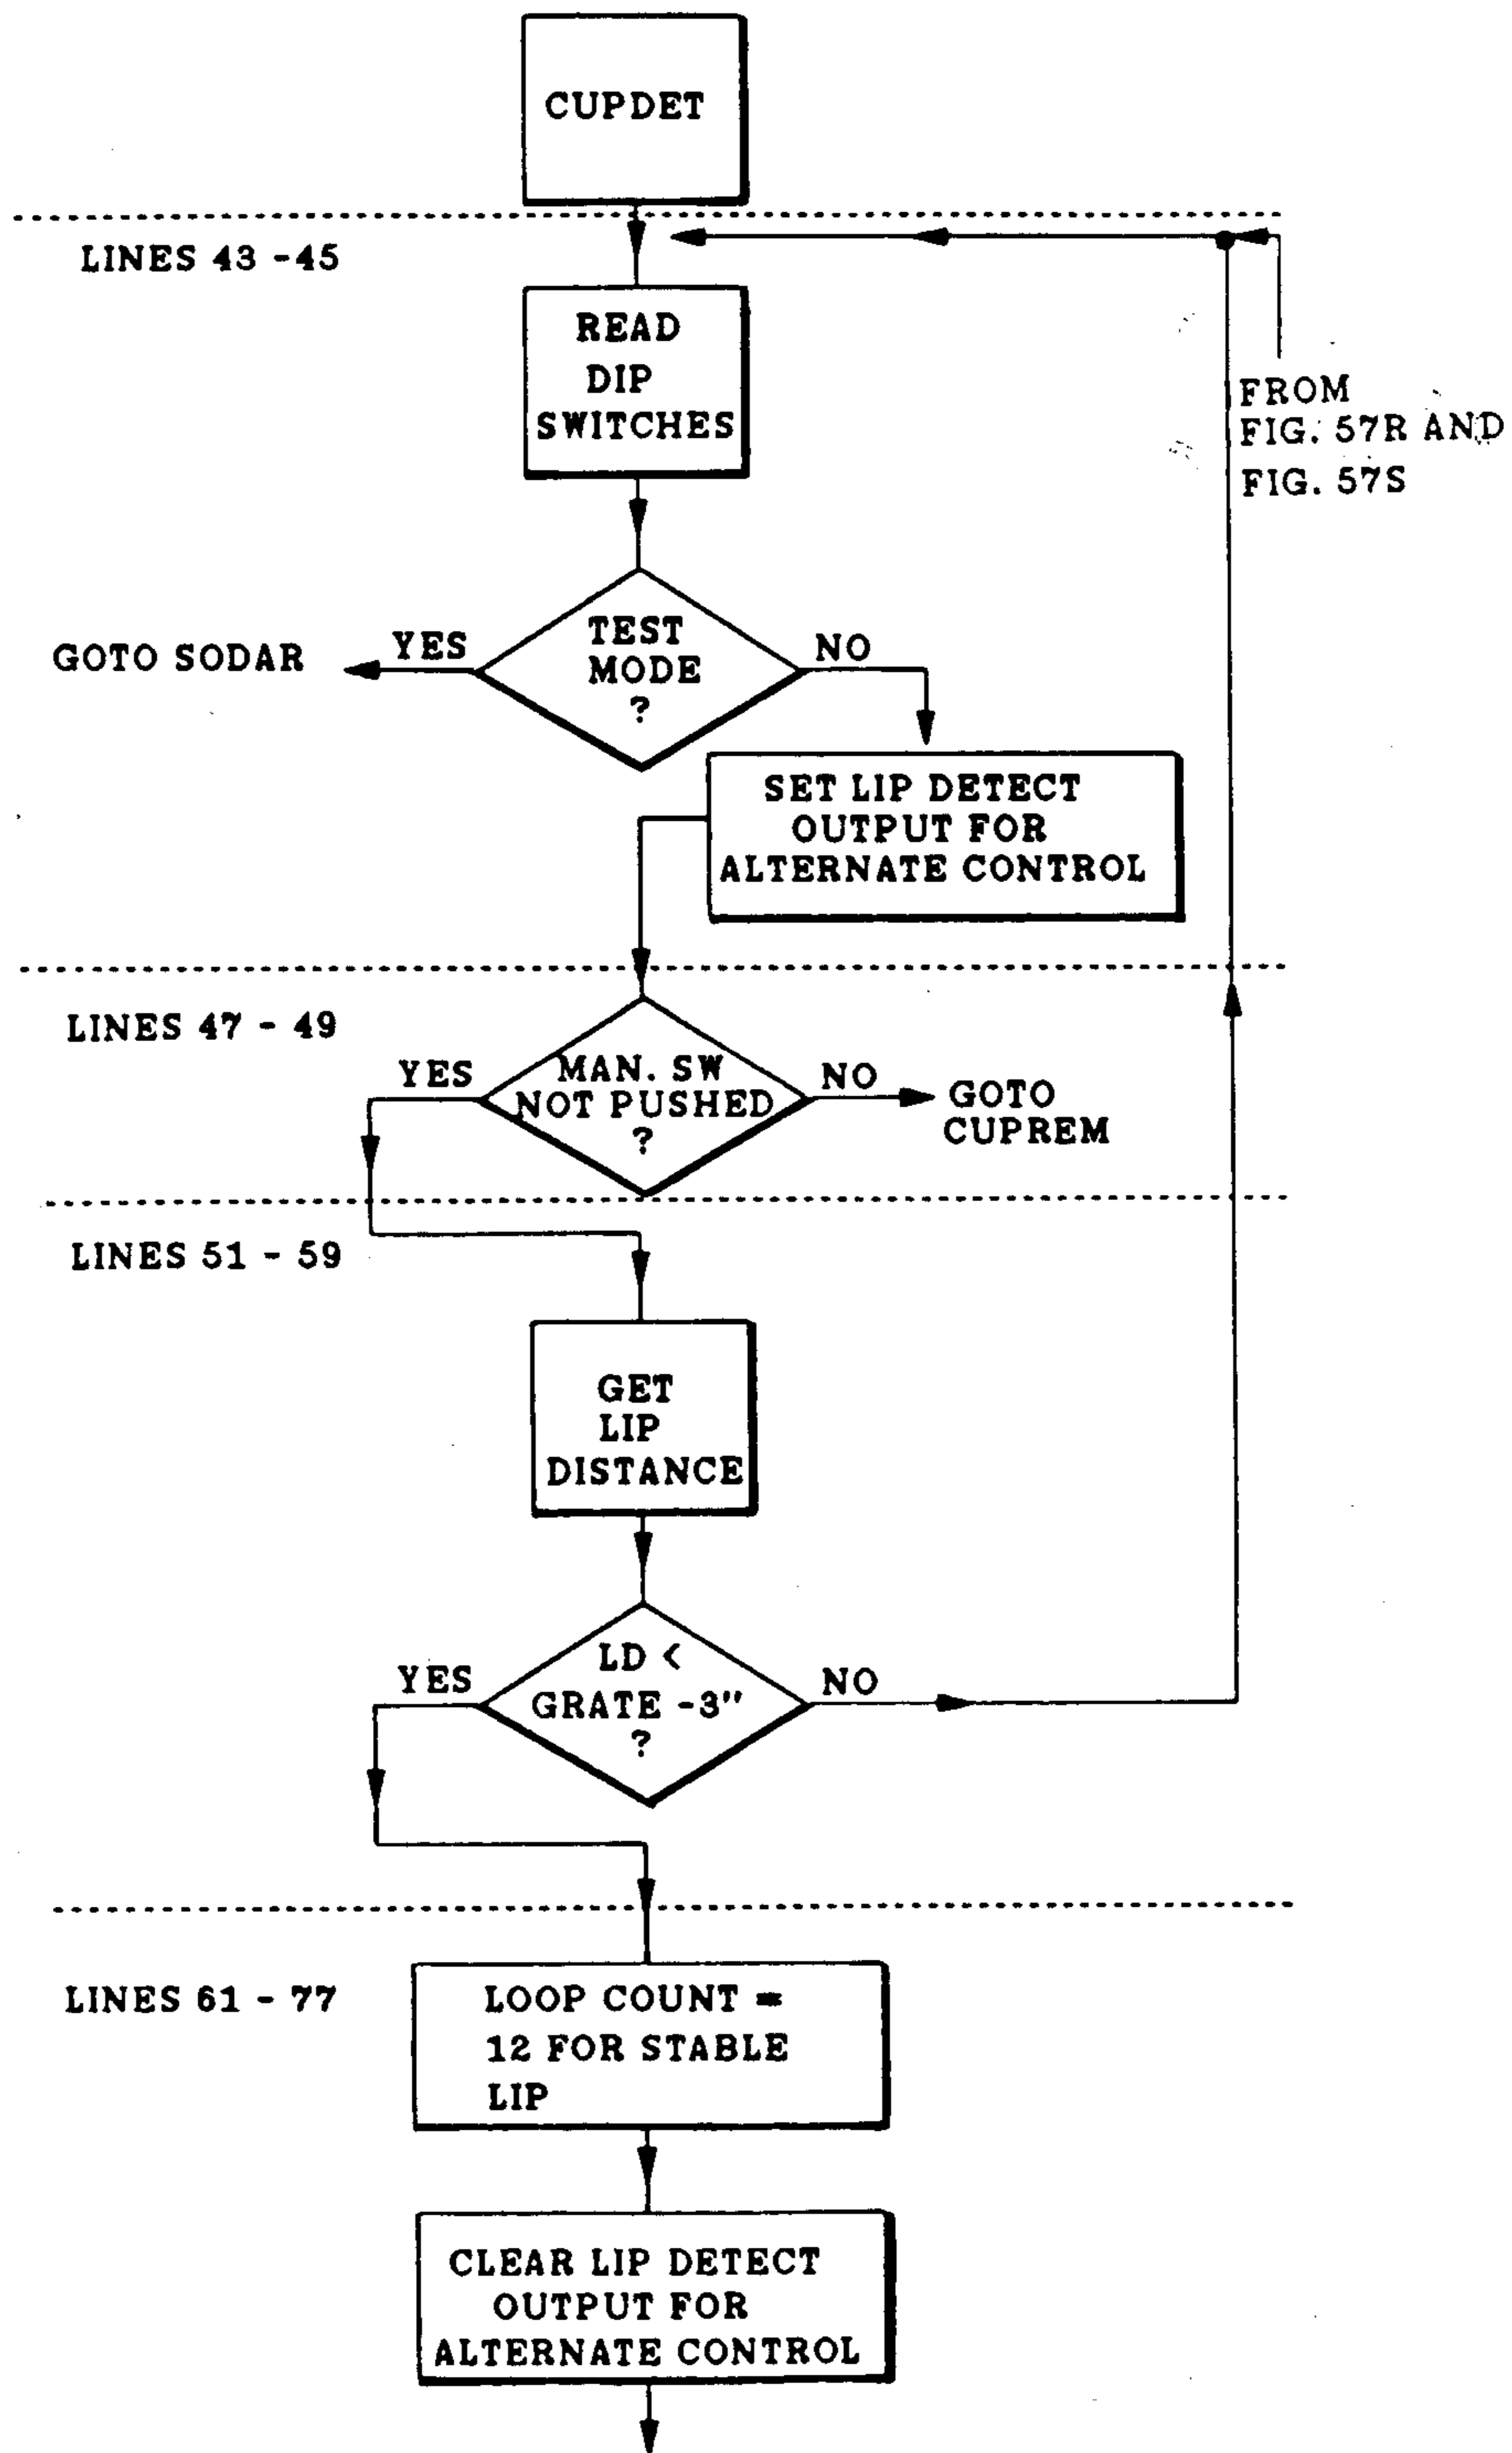 CUPDET
LINES 43 -45
READ
DIP
SWITCHES
FROM
FIG. 57R AND
FIG. 57S
GOTO SODAR
YES
TEST
MODE
?
NO
SET LIP DETECT
OUTPUT FOR
ALTERNATE CONTROL
LINES 47 - 49
YES
MAN. SW
NOT PUSHED
?
NO
GOTO
CUPREM
LINES 51 - 59
GET
LIP
DISTANCE
YES
LD <
GRATE -3"
?
NO
LINES 61 - 77
LOOP COUNT =
12 FOR STABLE
LIP
CLEAR LIP DETECT
OUTPUT FOR
ALTERNATE CONTROL